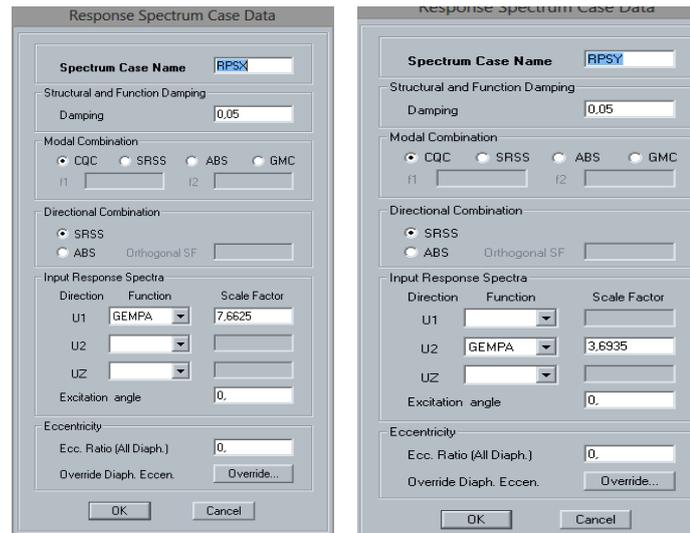 Response Spectrum Case Data
Spectrum Case Name RPSX
Structural and Function Damping
Damping 0,05
Modal Combination
CQC SRSS ABS GMC
f1 f2
Directional Combination
SRSS
ABS Orthogonal SF
Input Response Spectra
Direction Function Scale Factor
U1 GEMPA 7,6625
U2
UZ
Excitation angle 0,
Eccentricity
Ecc. Ratio (All Diaph.) 0,
Override Diaph. Eccen. Override...
OK Cancel
Response Spectrum Case Data
Spectrum Case Name RPSY
Structural and Function Damping
Damping 0,05
Modal Combination
CQC SRSS ABS GMC
f1 f2
Directional Combination
SRSS
ABS Orthogonal SF
Input Response Spectra
Direction Function Scale Factor
U1
U2 GEMPA 3,6935
UZ
Excitation angle 0,
Eccentricity
Ecc. Ratio (All Diaph.) 0,
Override Diaph. Eccen. Override...
OK Cancel